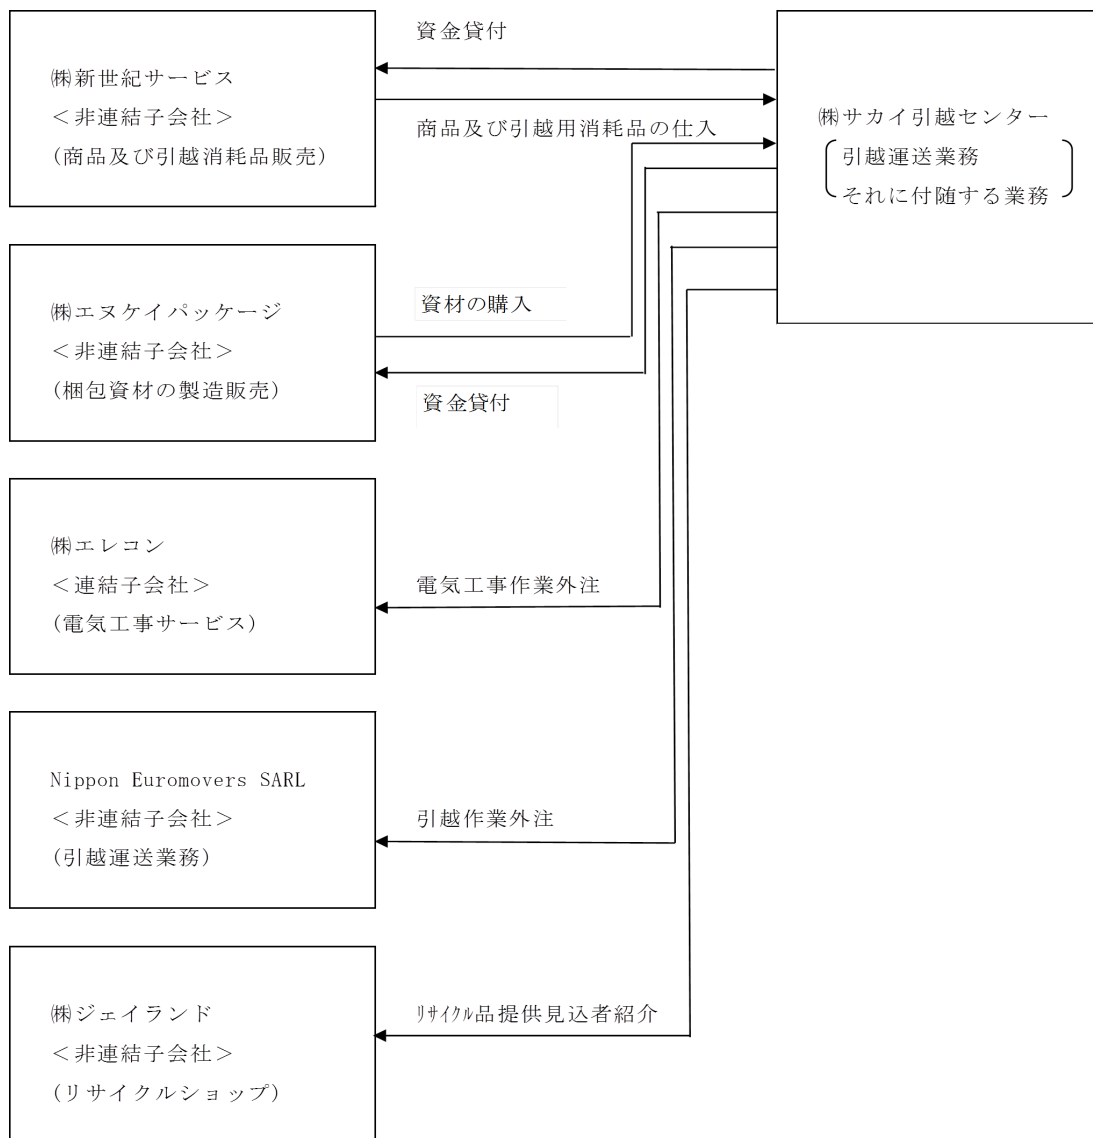 資金貸付
㈱新世紀サービス
＜非連結子会社＞
(商品及び引越消耗品販売)
商品及び引越用消耗品の仕入
㈱サカイ引越センター
引越運送業務
それに付随する業務
㈱エヌケイパッケージ
＜非連結子会社＞
(梱包資材の製造販売)
資材の購入
資金貸付
㈱エレコン
＜連結子会社＞
(電気工事サービス)
電気工事作業外注
Nippon Euromovers SARL
＜非連結子会社＞
(引越運送業務)
引越作業外注
㈱ジェイランド
＜非連結子会社＞
(リサイクルショップ)
ﾘｻｲｸﾙ品提供見込者紹介